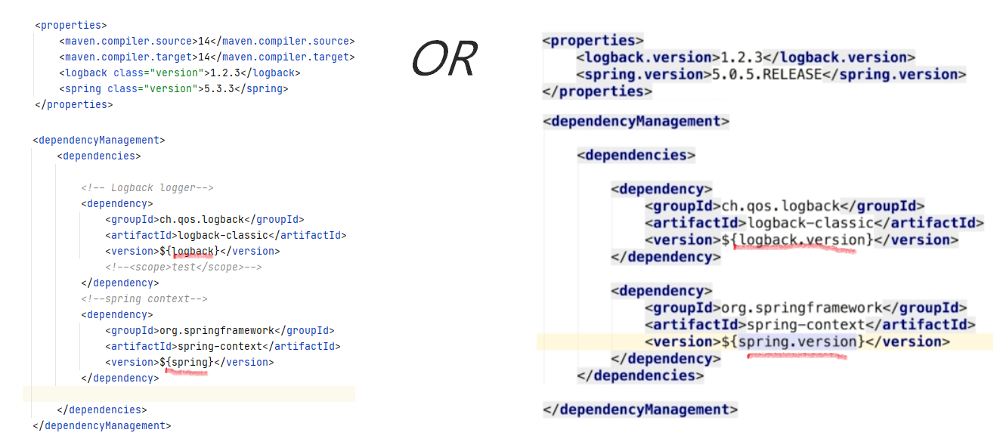 <properties>
<maven.compiler.source>14</maven.compiler.source>
<maven.compiler.target>14</maven.compiler.target>
<logback class="version">1.2.3</logback>
<spring class="version">5.3.3</spring>
</properties>
<dependencyManagement>
<dependencies>
<!-- Logback logger-->
<dependency>
<groupId>ch.qos.logback</groupId>
<artifactId>logback-classic</artifactId>
<version>${logback}</version>
<!--<scope>test</scope>-->
</dependency>
<!--spring context-->
<dependency>
<groupId>org.springframework</groupId>
<artifactId>spring-context</artifactId>
<version>${spring}</version>
</dependency>
</dependencies>
</dependencyManagement>
OR
<properties>
<logback.version>1.2.3</logback.version>
<spring.version>5.0.5.RELEASE</spring.version>
</properties>
<dependencyManagement>
<dependencies>
<dependency>
<groupId>ch.qos.logback</groupId>
<artifactId>logback-classic</artifactId>
<version>${logback.version}</version>
</dependency>
<dependency>
<groupId>org.springframework</groupId>
<artifactId>spring-context</artifactId>
<version>${spring.version}</version>
</dependency>
</dependencies>
</dependencyManagement>